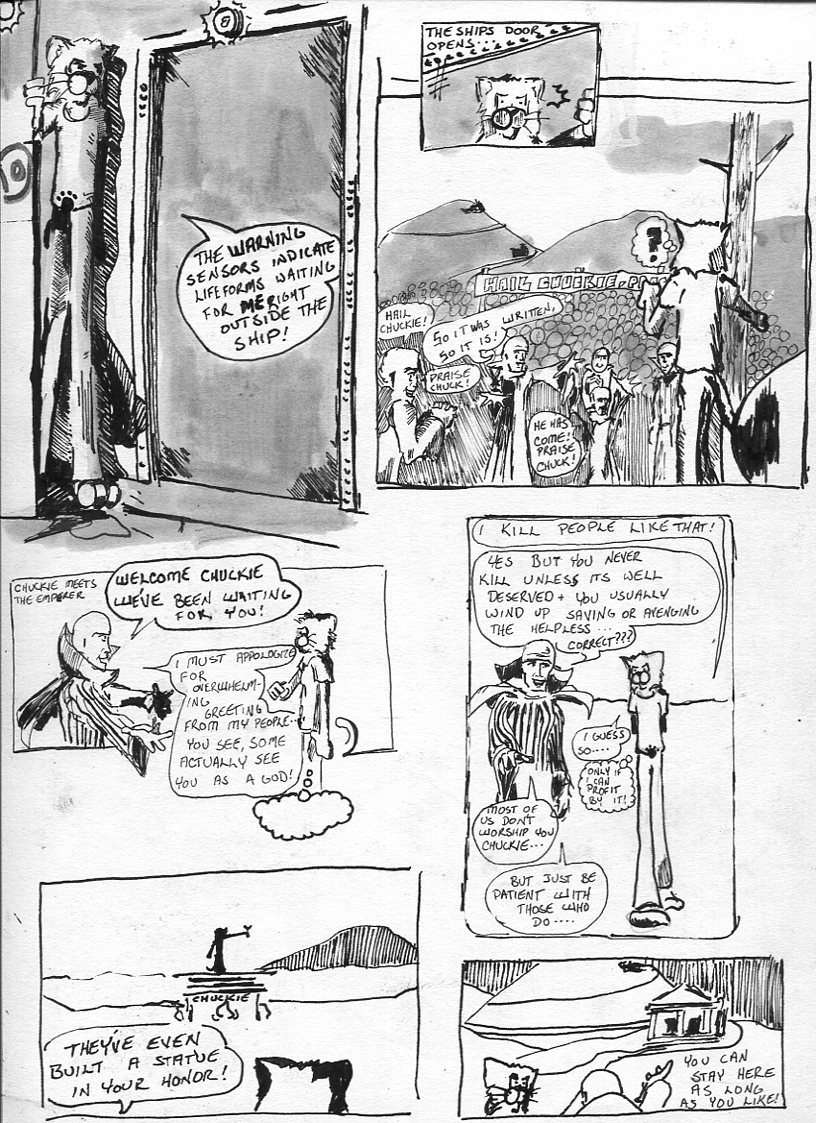 THE WARNING
SENSORS INDICATE
LIFEFORMS WAITING
FOR ME RIGHT
OUTSIDE THE
SHIP!
THE SHIPS DOOR
OPENS...
?
HAIL CHUCKIE, P
HAIL
CHUCKIE!
SO IT WAS WRITTEN,
SO IT IS!
PRAISE
CHUCK!
HE HAS
COME!
PRAISE
CHUCK!
CHUCKIE MEETS
THE EMPERER
WELCOME CHUCKIE
WE'VE BEEN WAITING
FOR YOU!
I MUST APPOLOGIZE
FOR
OVERWHELM-
ING
GREETING
FROM MY PEOPLE...
YOU SEE, SOME
ACTUALLY SEE
YOU AS A GOD!
I KILL PEOPLE LIKE THAT!
YES BUT YOU NEVER
KILL UNLESS ITS WELL
DESERVED + YOU USUALLY
WIND UP SAVING OR AVENGING
THE HELPLESS...
CORRECT???
I GUESS
SO....
ONLY IF
I CAN
PROFIT
BY IT!
MOST OF
US DON'T
WORSHIP YOU
CHUCKIE...
BUT JUST BE
PATIENT WITH
THOSE WHO
DO....
CHUCKIE
THEY'VE EVEN
BUILT A STATUE
IN YOUR HONOR!
YOU CAN
STAY HERE
AS LONG
AS YOU LIKE!